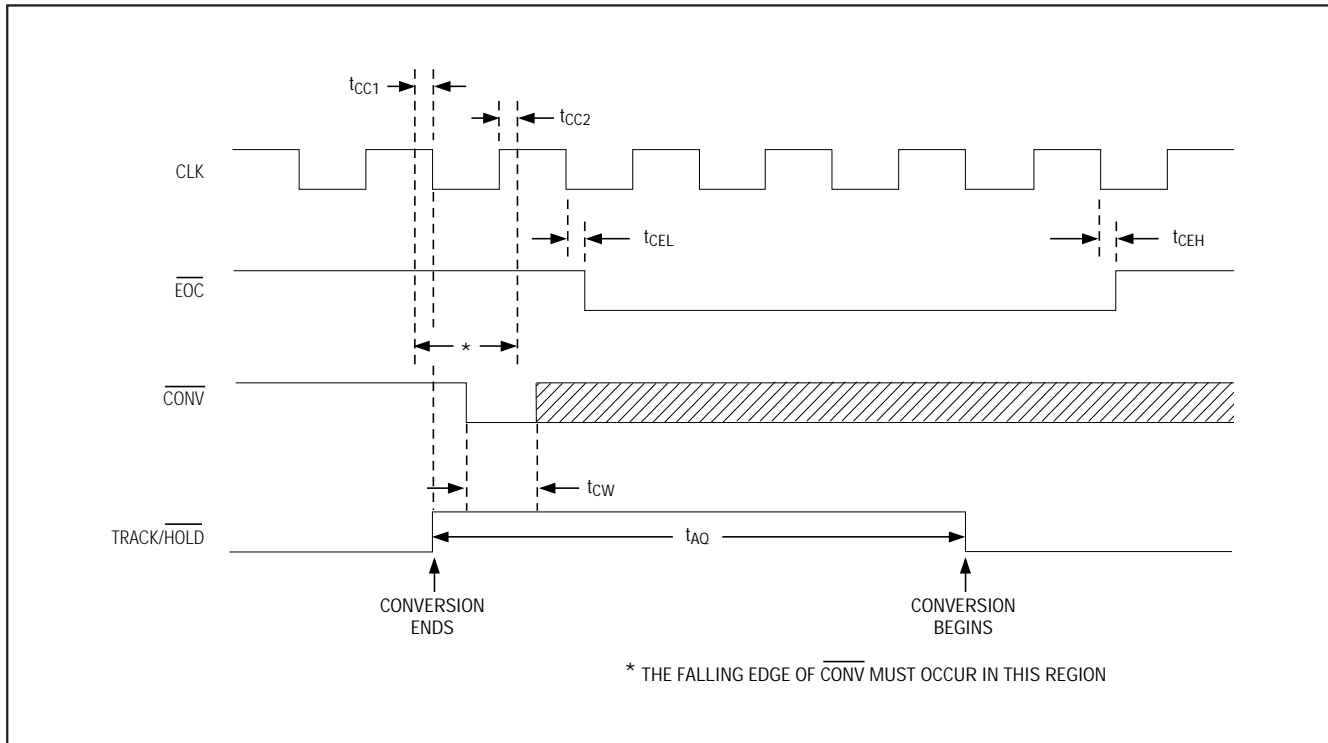 tCC1
tCC2
CLK
tCEL
tCEH
EOC
*
CONV
tCW
TRACK/HOLD
tAQ
CONVERSION
ENDS
CONVERSION
BEGINS
* THE FALLING EDGE OF CONV MUST OCCUR IN THIS REGION